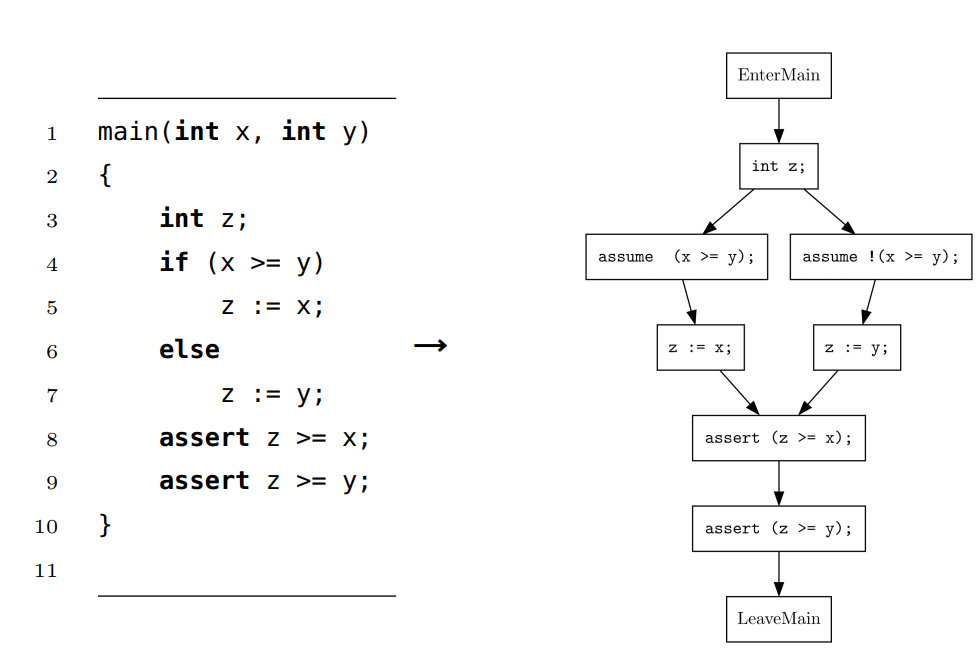 1 main(int x, int y)
2 {
3 int z;
4 if (x >= y)
5 z := x;
6 else
7 z := y;
8 assert z >= x;
9 assert z >= y;
10 }
11
→
EnterMain
int z;
assume (x >= y);
assume !(x >= y);
z := x;
z := y;
assert (z >= x);
assert (z >= y);
LeaveMain